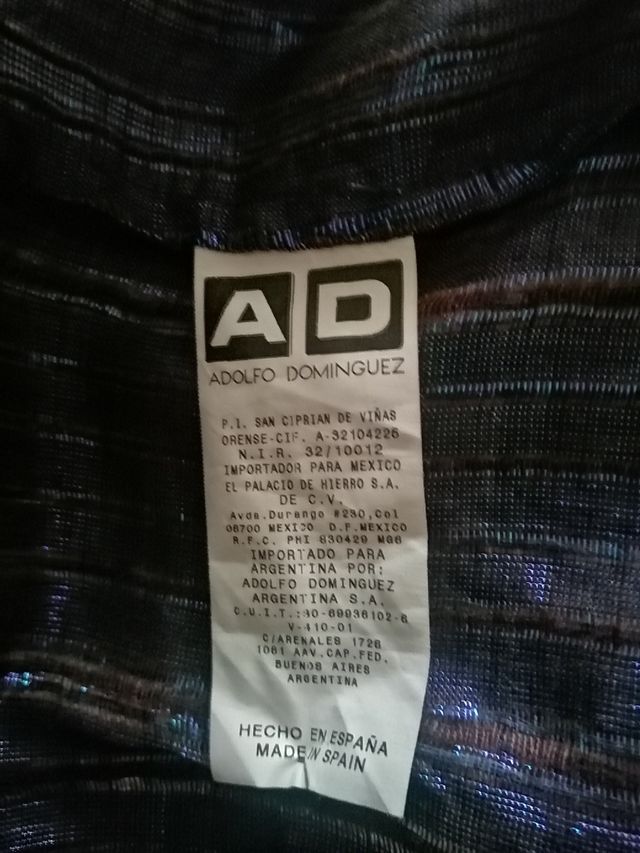 AD
ADOLFO DOMINGUEZ
P.I. SAN CIPRIAN DE VIÑAS
ORENSE-CIF. A-32104226
N.I.R. 32/10012
IMPORTADOR PARA MEXICO
EL PALACIO DE HIERRO S.A.
DE C.V.
Avda.Durango #230,Col
06700 MEXICO D.F.MEXICO
R.F.C. PHI 830429 MG6
IMPORTADO PARA
ARGENTINA POR:
ADOLFO DOMINGUEZ
ARGENTINA S.A.
C.U.I.T.:30-69936102-6
V-410-01
C/ARENALES 1726
1061 AAV.CAP.FED.
BUENOS AIRES
ARGENTINA
HECHO EN ESPAÑA
MADE IN SPAIN